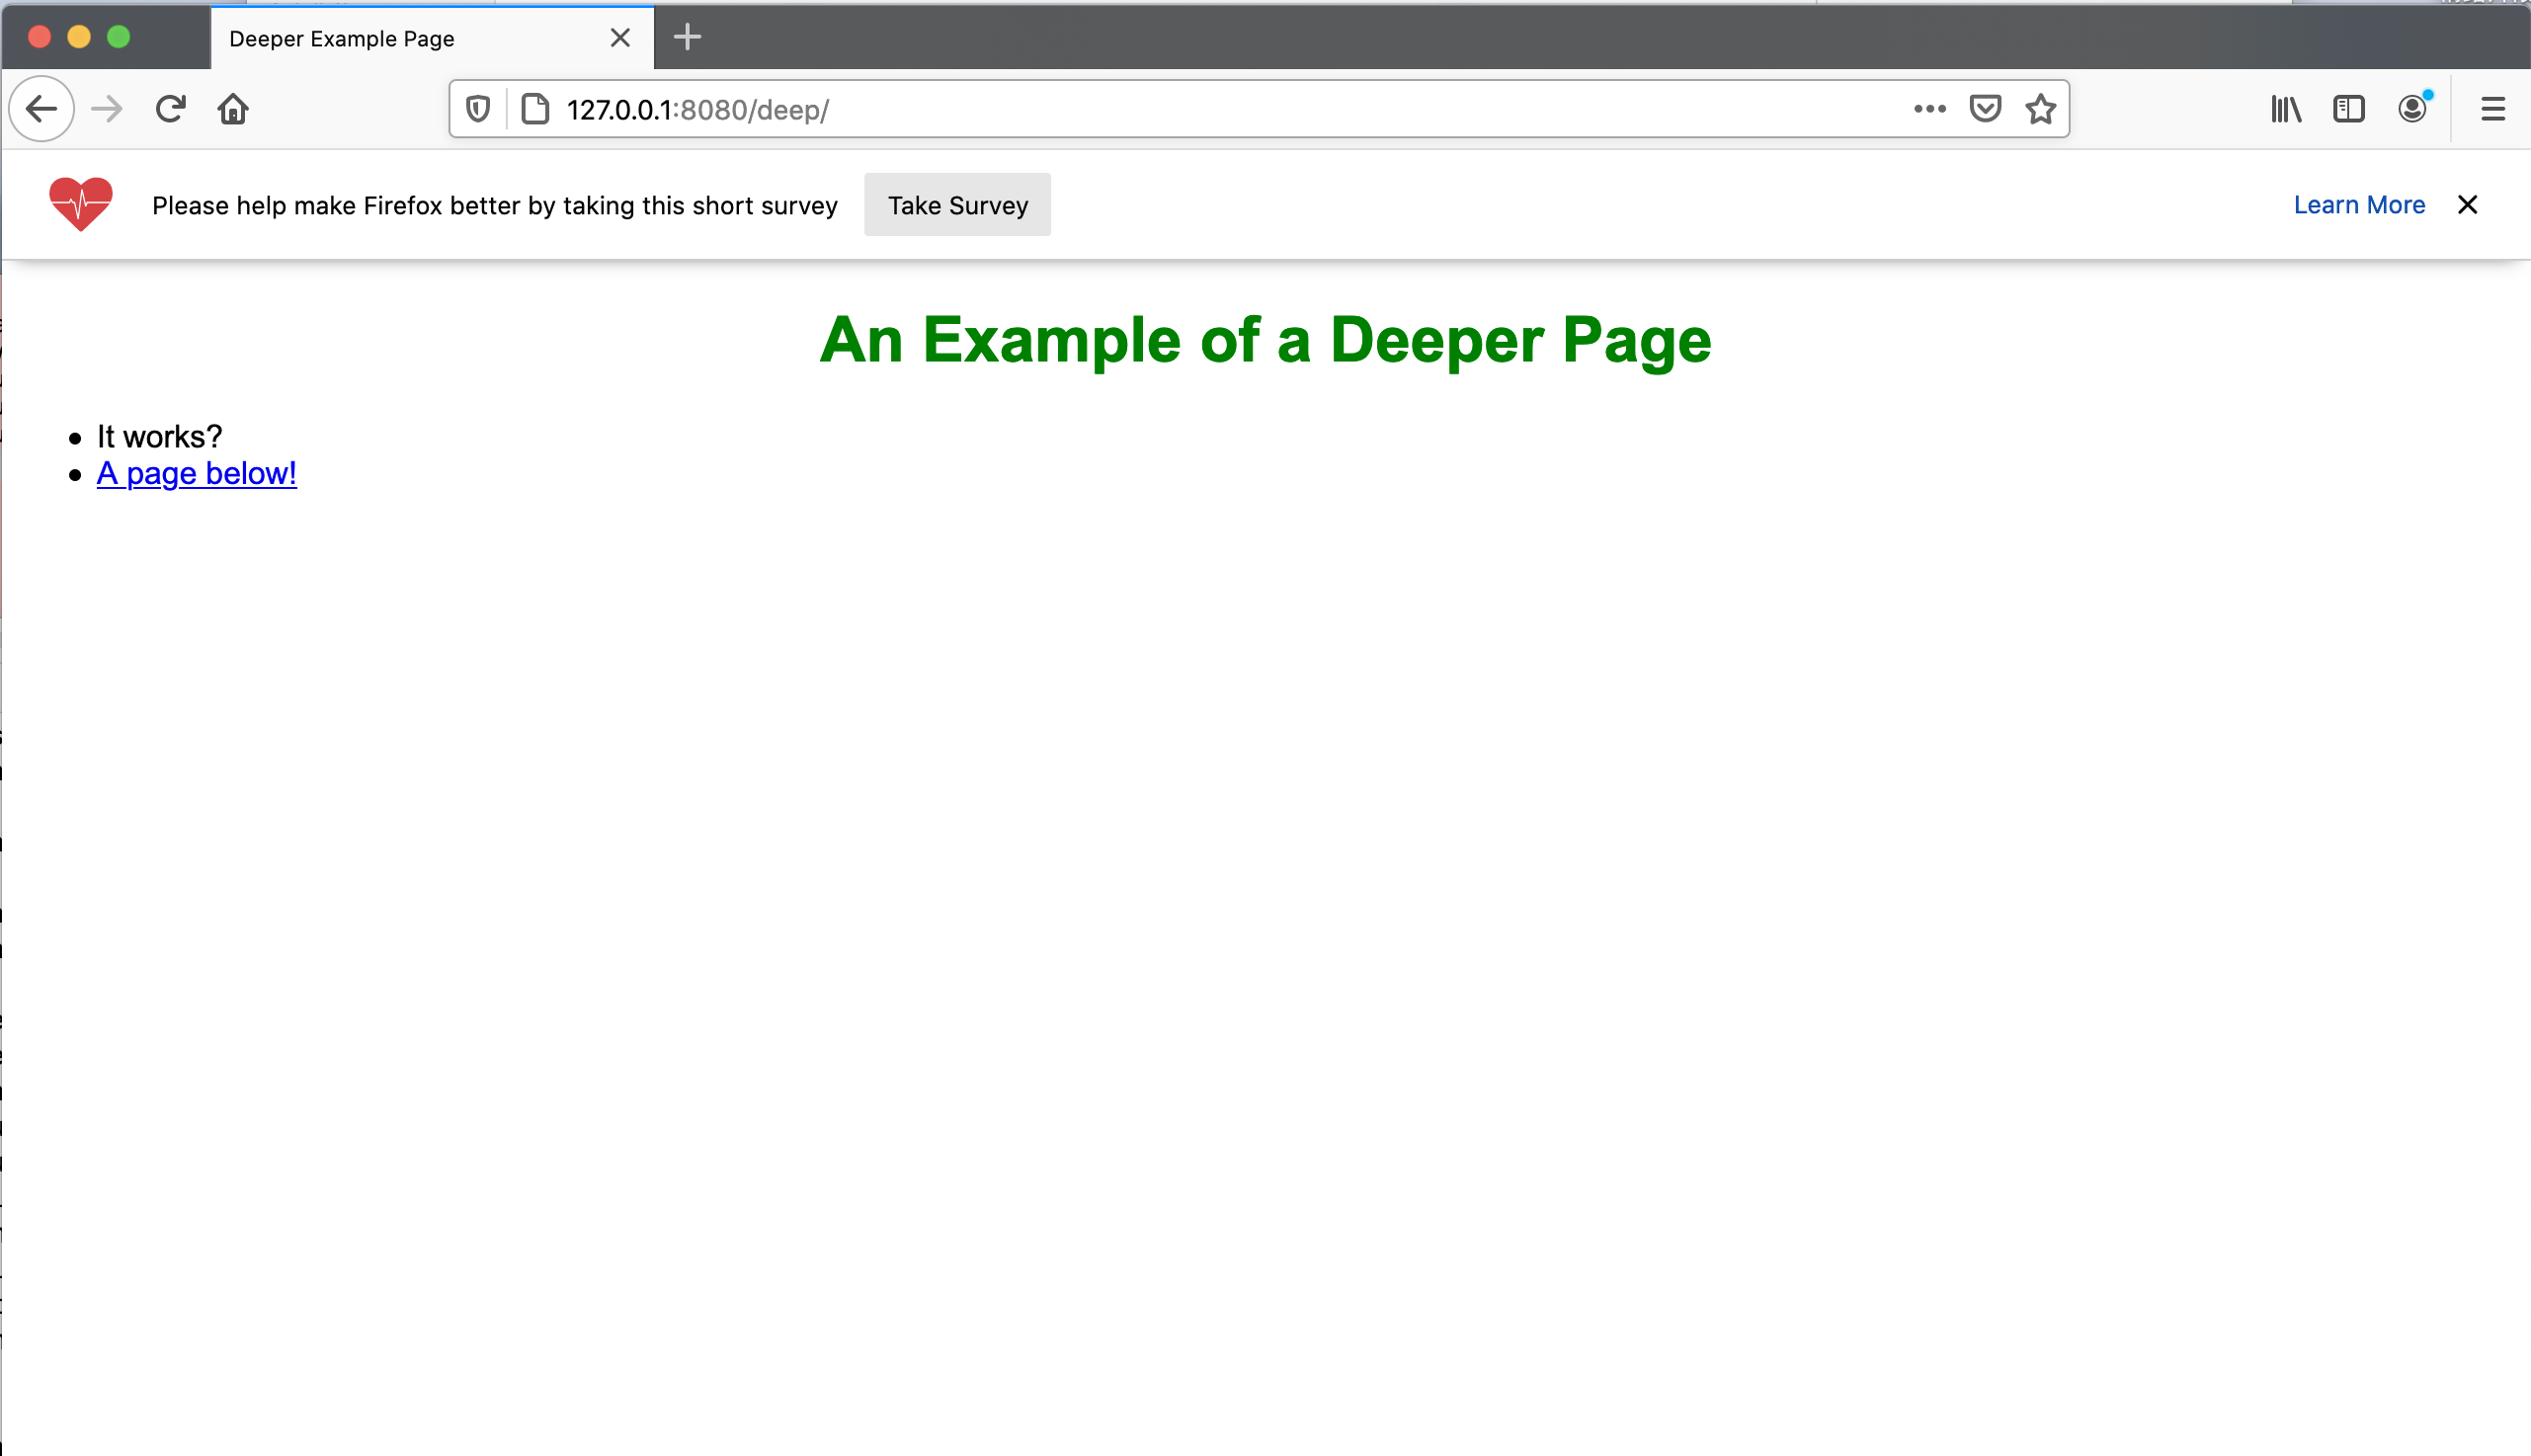 Deeper Example Page
127.0.0.1:8080/deep/
Please help make Firefox better by taking this short survey
Take Survey
Learn More
An Example of a Deeper Page
It works?
A page below!